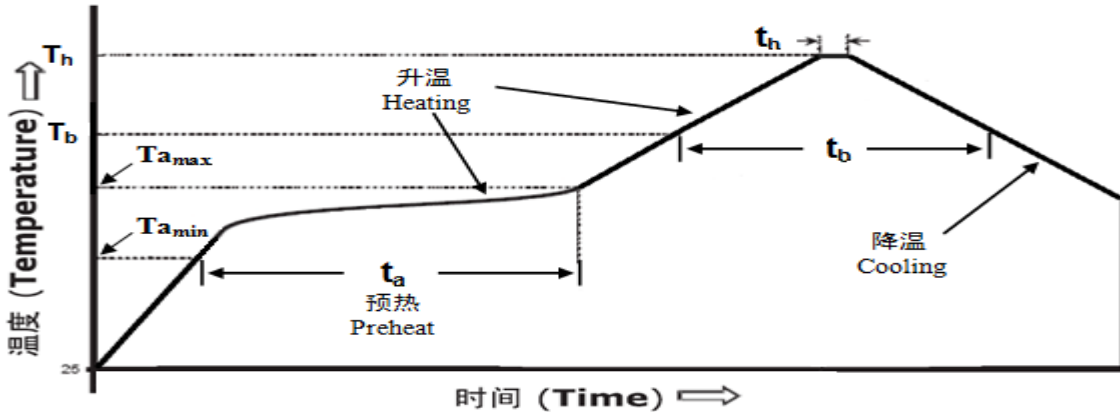 Th
th
升温
Heating
Tb
tb
Tamax
Tamin
ta
预热
Preheat
降温
Cooling
温度 (Temperature)
25
时间 (Time)